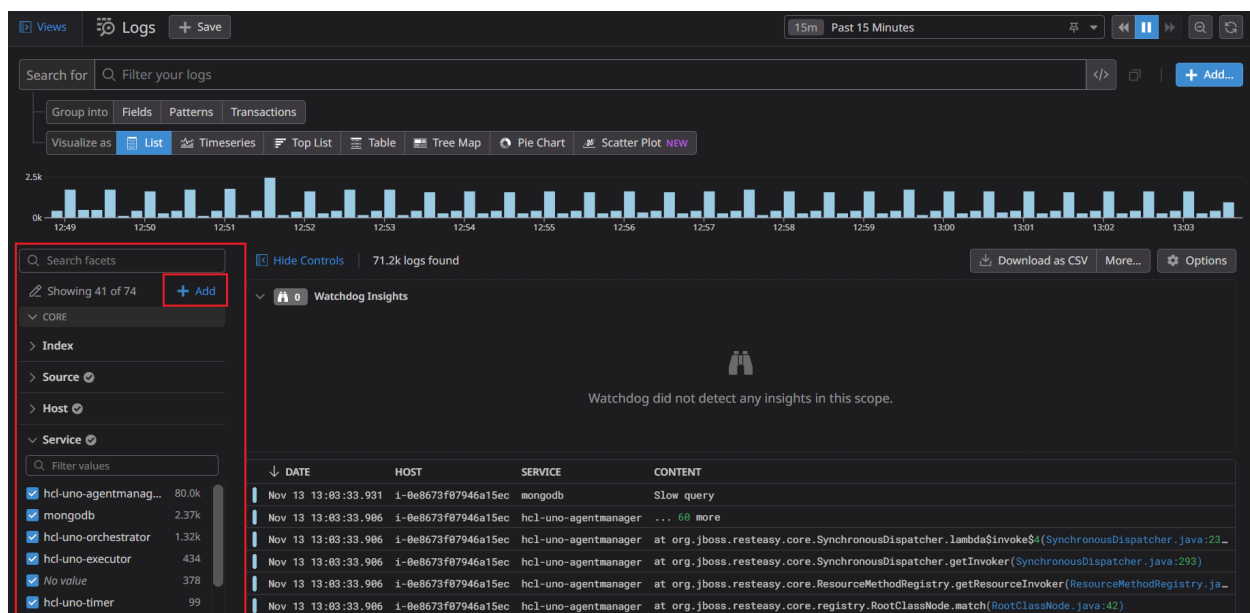 Views Logs + Save 15m Past 15 Minutes
Search for Filter your logs </> + Add...
Group into Fields Patterns Transactions
Visualize as List Timeseries Top List Table Tree Map Pie Chart Scatter Plot NEW
2.5k
0k
12:49 12:50 12:51 12:52 12:53 12:54 12:55 12:56 12:57 12:58 12:59 13:00 13:01 13:02 13:03
Search facets
Hide Controls 71.2k logs found Download as CSV More... Options
Showing 41 of 74 + Add
0 Watchdog Insights
CORE
Index
Source
Host
Service
Filter values
hcl-uno-agentmanag... 80.0k
mongodb 2.37k
hcl-uno-orchestrator 1.32k
hcl-uno-executor 434
No value 378
hcl-uno-timer 99
Watchdog did not detect any insights in this scope.
DATE HOST SERVICE CONTENT
Nov 13 13:03:33.931 i-0e8673f07946a15ec mongodb Slow query
Nov 13 13:03:33.906 i-0e8673f07946a15ec hcl-uno-agentmanager ... 60 more
Nov 13 13:03:33.906 i-0e8673f07946a15ec hcl-uno-agentmanager at org.jboss.resteasy.core.SynchronousDispatcher.lambda$invoke$4(SynchronousDispatcher.java:23…
Nov 13 13:03:33.906 i-0e8673f07946a15ec hcl-uno-agentmanager at org.jboss.resteasy.core.SynchronousDispatcher.getInvoker(SynchronousDispatcher.java:293)
Nov 13 13:03:33.906 i-0e8673f07946a15ec hcl-uno-agentmanager at org.jboss.resteasy.core.ResourceMethodRegistry.getResourceInvoker(ResourceMethodRegistry.ja…
Nov 13 13:03:33.906 i-0e8673f07946a15ec hcl-uno-agentmanager at org.jboss.resteasy.core.registry.RootClassNode.match(RootClassNode.java:42)